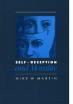 SELF-DECEPTION
and Morality
MIKE W MARTIN